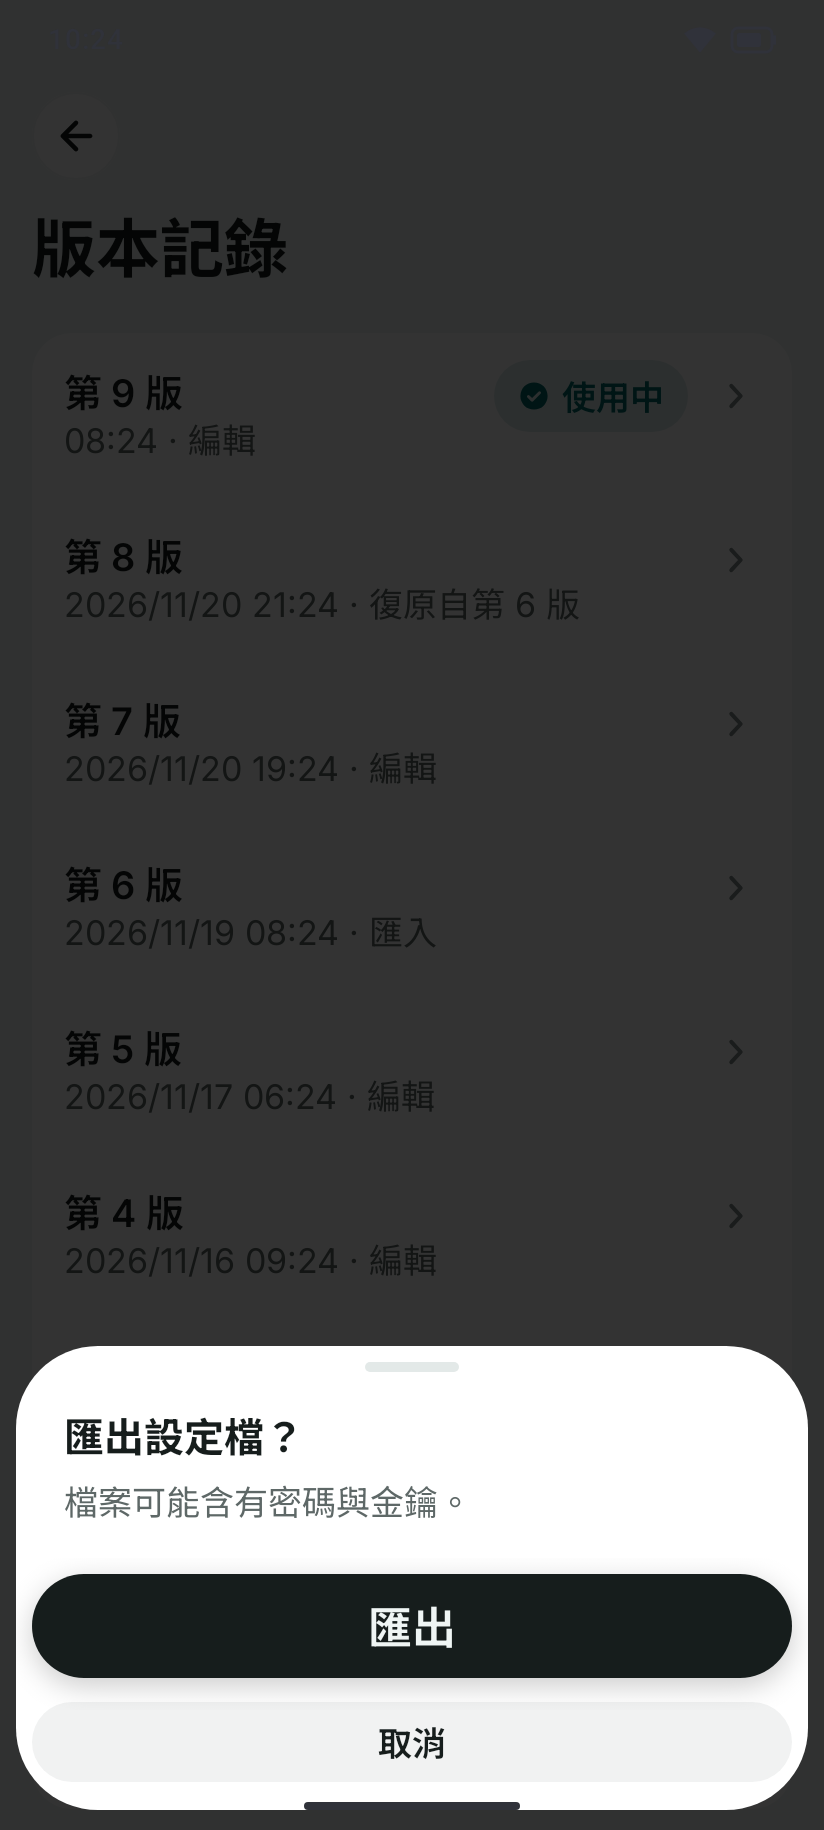 版本記錄
第 9 版
使用中
08:24 · 編輯
第 8 版
2026/11/20 21:24 · 復原自第 6 版
第 7 版
2026/11/20 19:24 · 編輯
第 6 版
2026/11/19 08:24 · 匯入
第 5 版
2026/11/17 06:24 · 編輯
第 4 版
2026/11/16 09:24 · 編輯
匯出設定檔？
檔案可能含有密碼與金鑰。
匯出
取消